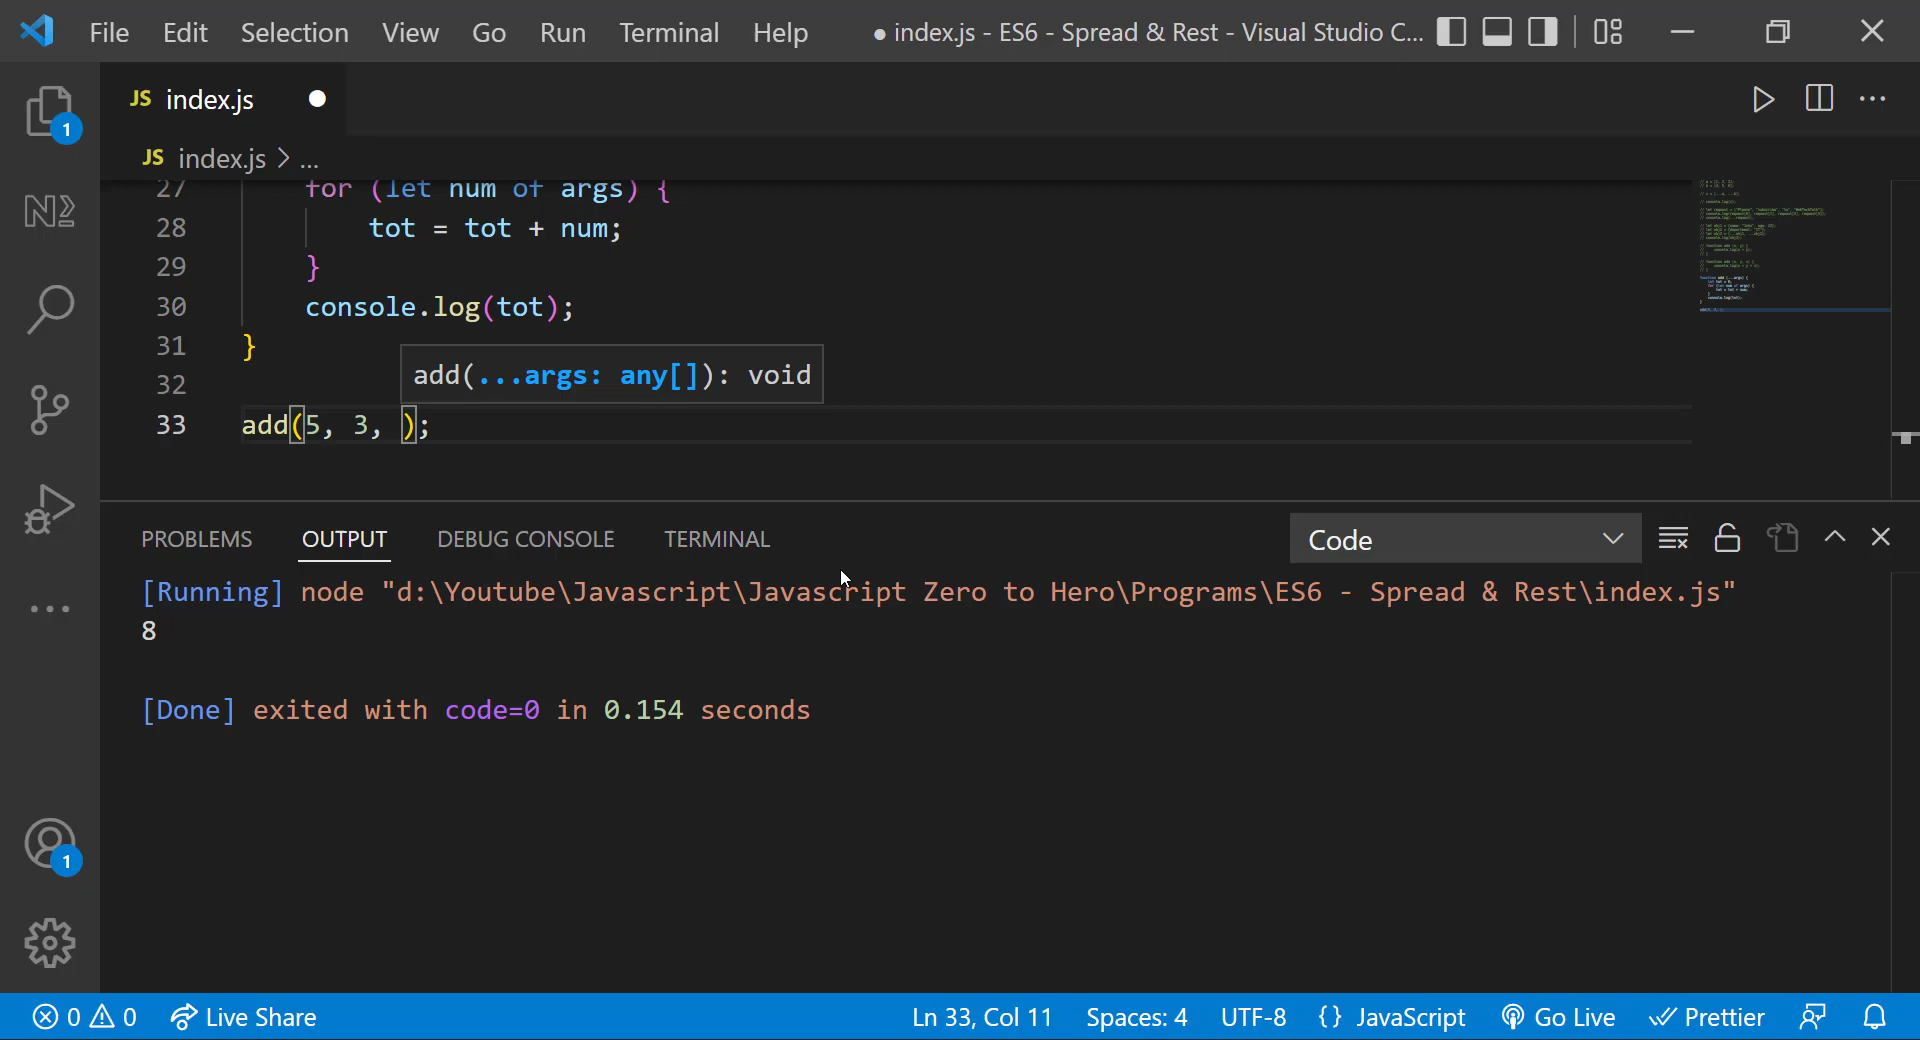 File Edit Selection View Go Run Terminal Help ● index.js - ES6 - Spread & Rest - Visual Studio C...
JS index.js
JS index.js > ...
1
27 for (let num of args) {
28 tot = tot + num;
29 }
30 console.log(tot);
31 }
add(...args: any[]): void
32
33 add(5, 3, );
PROBLEMS OUTPUT DEBUG CONSOLE TERMINAL Code
[Running] node "d:\Youtube\Javascript\Javascript Zero to Hero\Programs\ES6 - Spread & Rest\index.js"
8
[Done] exited with code=0 in 0.154 seconds
1
0 0 Live Share Ln 33, Col 11 Spaces: 4 UTF-8 {} JavaScript Go Live Prettier